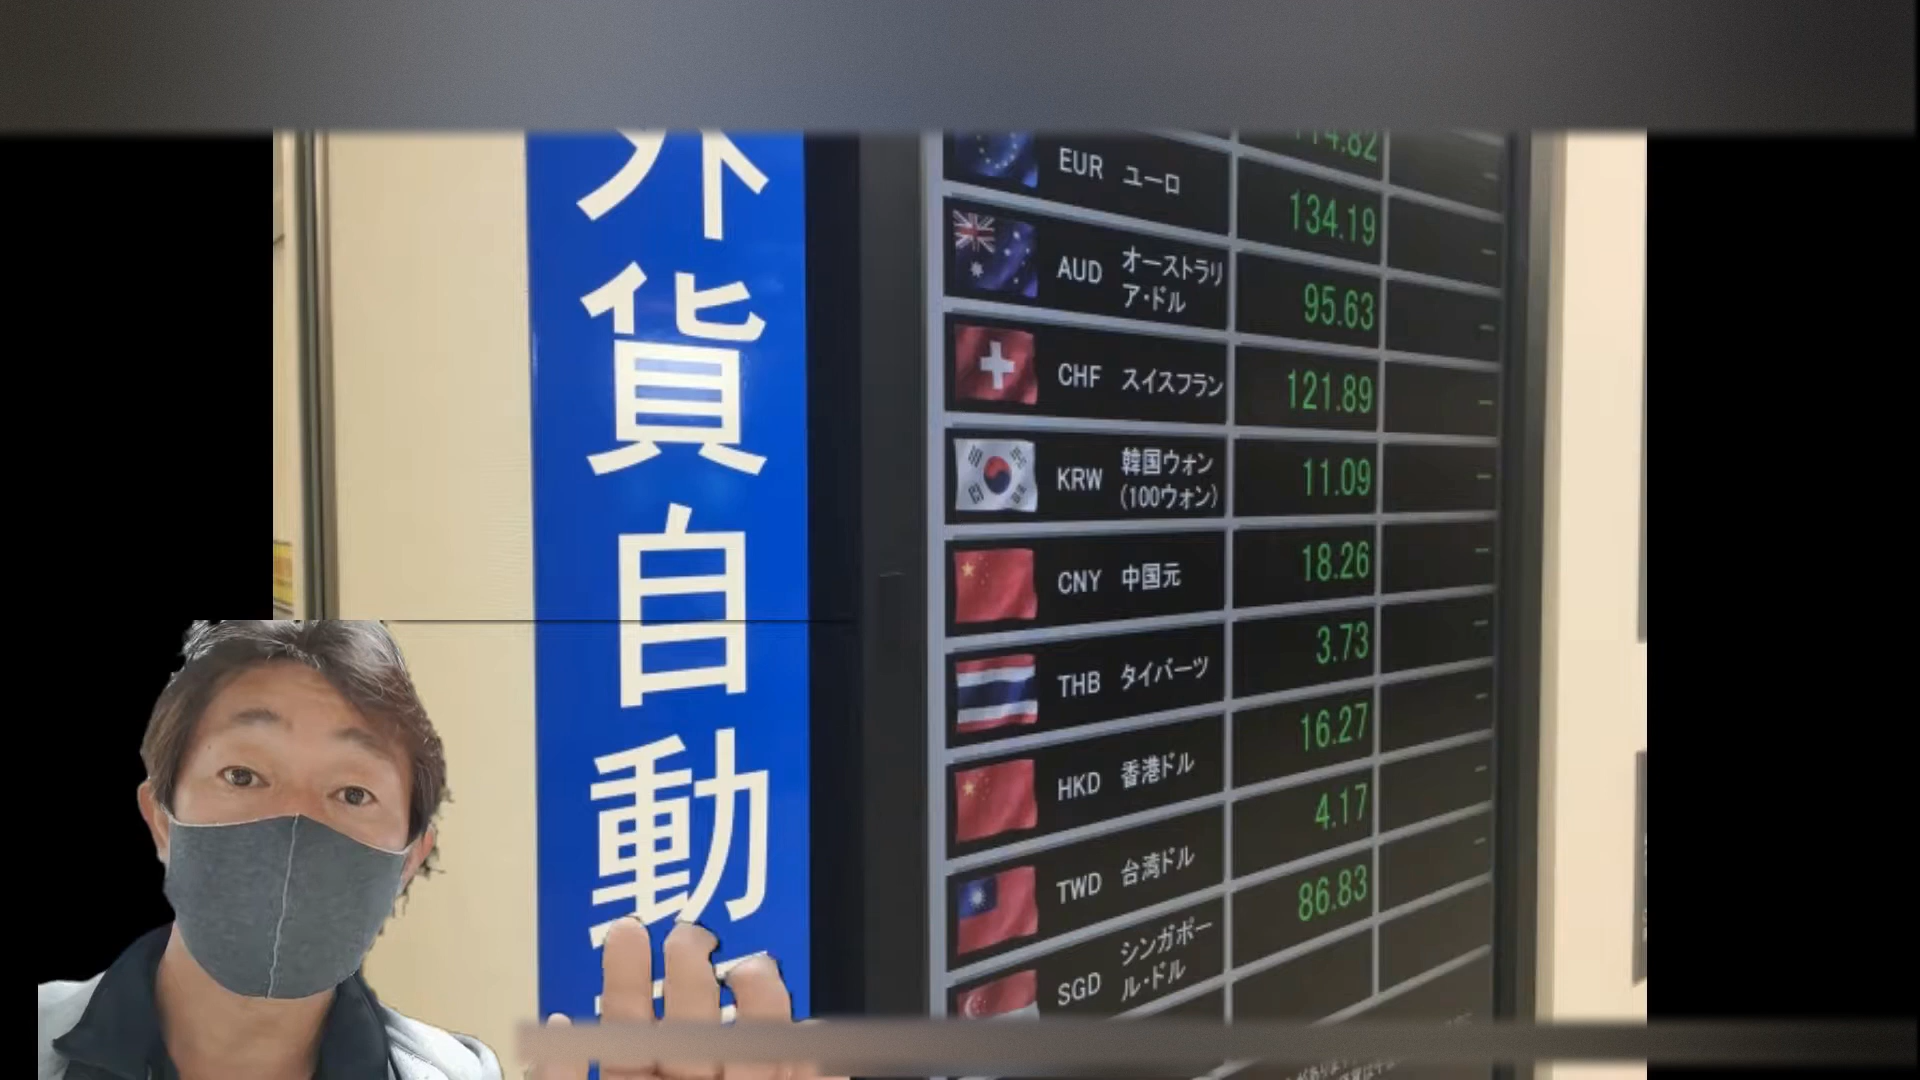 外貨自動
114.82
EUR ユーロ 134.19 –
AUD オーストラリ
ア・ドル 95.63 –
CHF スイスフラン 121.89 –
KRW 韓国ウォン
(100ウォン) 11.09 –
CNY 中国元 18.26 –
THB タイバーツ 3.73 –
HKD 香港ドル 16.27 –
TWD 台湾ドル 4.17 –
SGD シンガポー
ル・ドル 86.83 –